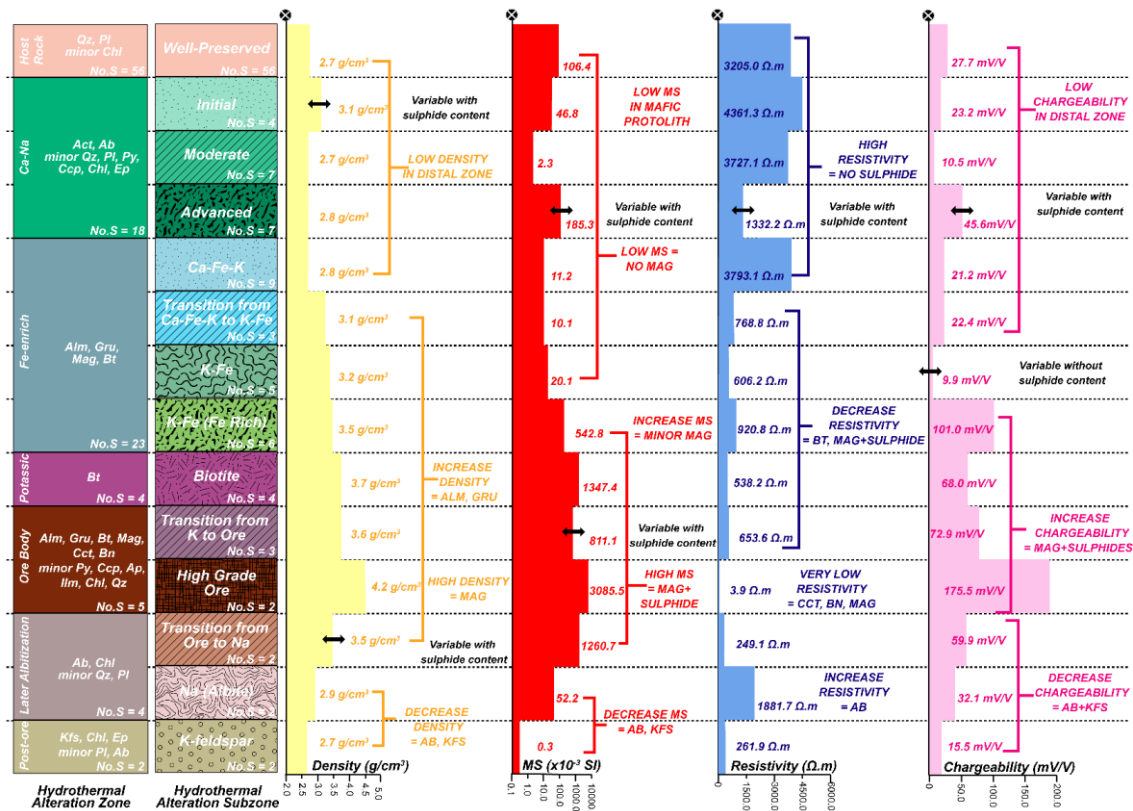 Host
Rock
Qz, Pl
minor Chl
No.S = 56
Ca-Na
Act, Ab
minor Qz, Pl, Py,
Ccp, Chl, Ep
No.S = 18
Fe-enrich
Alm, Gru,
Mag, Bt
No.S = 23
Potassic
Bt
No.S = 4
Ore Body
Alm, Gru, Bt, Mag,
Cct, Bn
minor Py, Ccp, Ap,
Ilm, Chl, Qz
No.S = 5
Later Albitization
Ab, Chl
minor Qz, Pl
No.S = 4
Post-ore
Kfs, Chl, Ep
minor Pl, Ab
No.S = 2
Hydrothermal
Alteration Zone
Well-Preserved
No.S = 56
Initial
No.S = 4
Moderate
No.S = 7
Advanced
No.S = 7
Ca-Fe-K
No.S = 9
Transition from
Ca-Fe-K to K-Fe
No.S = 3
K-Fe
No.S = 5
K-Fe (Fe Rich)
No.S = 6
Biotite
No.S = 4
Transition from
K to Ore
No.S = 3
High Grade
Ore
No.S = 2
Transition from
Ore to Na
No.S = 2
Na (Albite)
K-feldspar
No.S = 2
Hydrothermal
Alteration Subzone
2.7 g/cm³
3.1 g/cm³
2.7 g/cm³
2.8 g/cm³
2.8 g/cm³
3.1 g/cm³
3.2 g/cm³
3.5 g/cm³
3.7 g/cm³
3.6 g/cm³
4.2 g/cm³
3.5 g/cm³
2.9 g/cm³
2.7 g/cm³
Variable with
sulphide content
LOW DENSITY
IN DISTAL ZONE
INCREASE
DENSITY
= ALM, GRU
HIGH DENSITY
= MAG
Variable with
sulphide content
DECREASE
DENSITY
= AB, KFS
Density (g/cm³)
2.0
2.5
3.0
3.5
4.0
4.5
5.0
106.4
46.8
2.3
185.3
11.2
10.1
20.1
542.8
1347.4
811.1
3085.5
1260.7
52.2
0.3
LOW MS
IN MAFIC
PROTOLITH
Variable with
sulphide content
LOW MS =
NO MAG
INCREASE MS
= MINOR MAG
Variable with
sulphide content
HIGH MS
= MAG+
SULPHIDE
DECREASE MS
=AB, KFS
MS (x10⁻³ SI)
0.1
10.0
1000
10000
3205.0 Ω.m
4361.3 Ω.m
3727.1 Ω.m
1332.2 Ω.m
3793.1 Ω.m
768.8 Ω.m
606.2 Ω.m
920.8 Ω.m
538.2 Ω.m
653.6 Ω.m
3.9 Ω.m
249.1 Ω.m
1881.7 Ω.m
261.9 Ω.m
HIGH
RESISTIVITY
= NO SULPHIDE
Variable with
sulphide content
DECREASE
RESISTIVITY
= BT, MAG+SULPHIDE
VERY LOW
RESISTIVITY
= CCT, BN, MAG
INCREASE
RESISTIVITY
= AB
Resistivity (Ω.m)
0.0
1500.0
3000.0
4500.0
6000.0
27.7 mV/V
23.2 mV/V
10.5 mV/V
45.6mV/V
21.2 mV/V
22.4 mV/V
9.9 mV/V
101.0 mV/V
68.0 mV/V
72.9 mV/V
175.5 mV/V
59.9 mV/V
32.1 mV/V
15.5 mV/V
LOW
CHARGEABILITY
IN DISTAL ZONE
Variable with
sulphide content
Variable without
sulphide content
INCREASE
CHARGEABILITY
= MAG+SULPHIDES
DECREASE
CHARGEABILITY
= AB+KFS
Chargeability (mV/V)
0.0
50.0
100.0
150.0
200.0